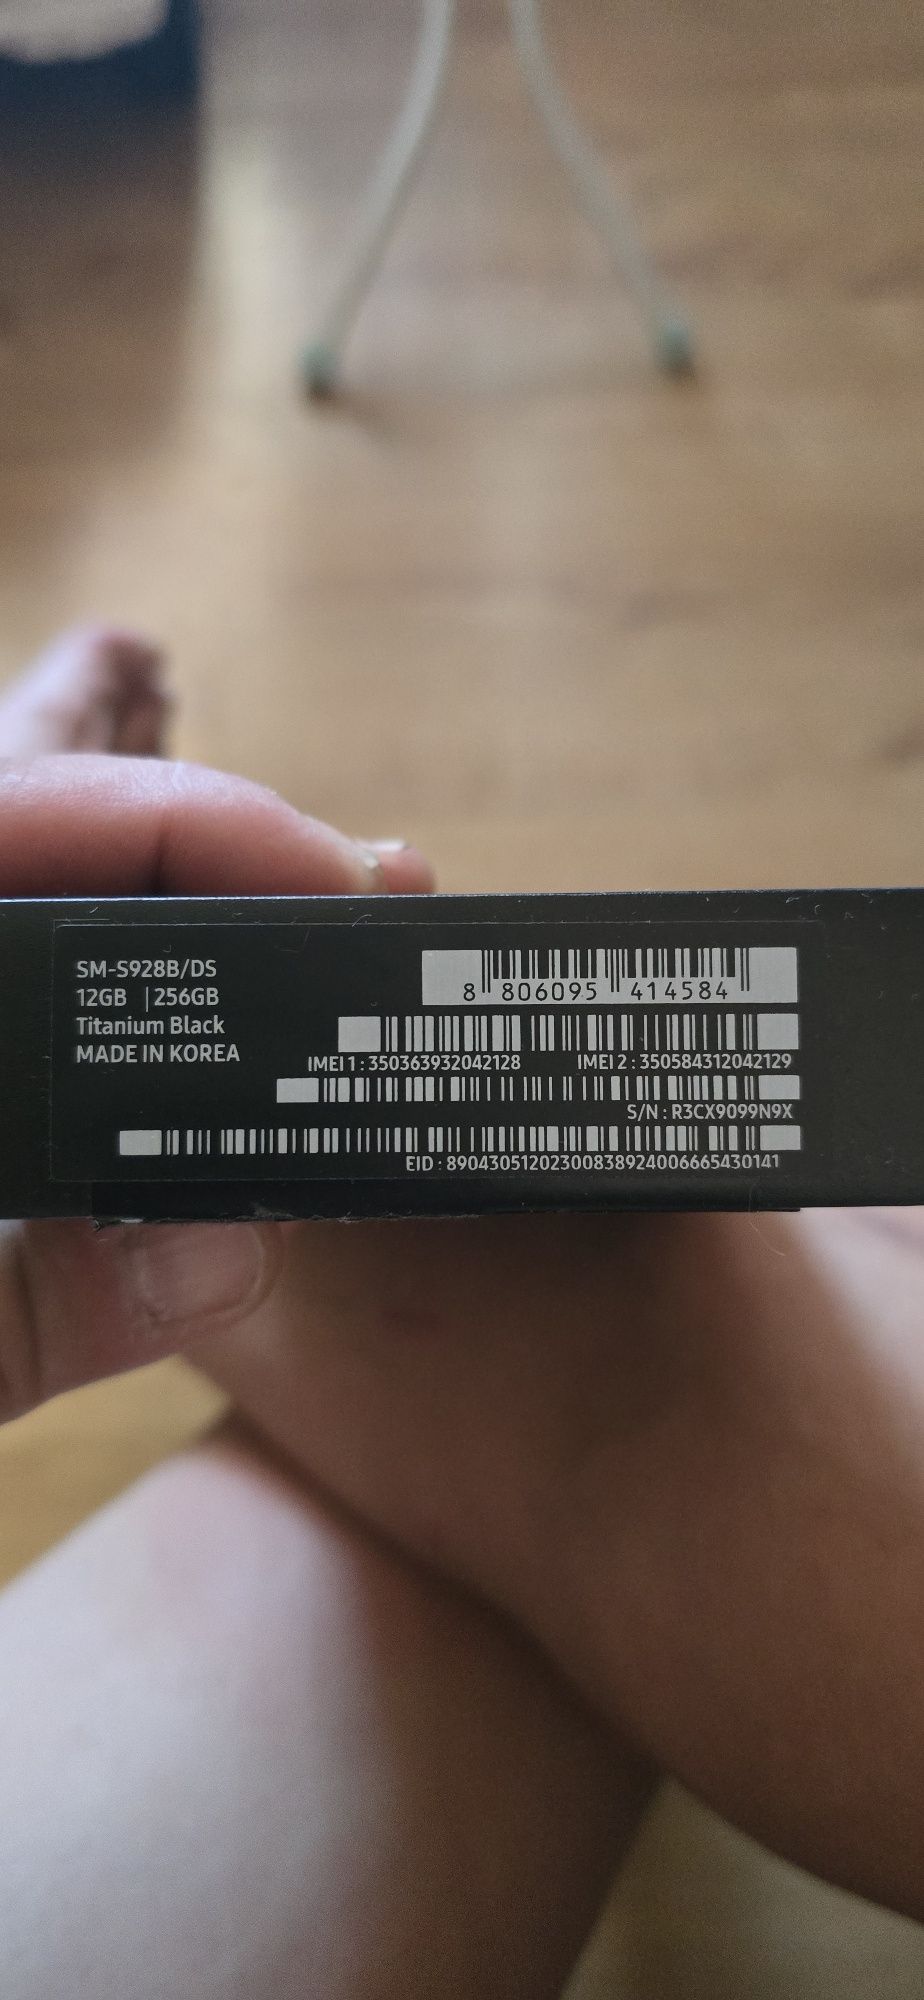 SM-S928B/DS
12GB | 256GB
Titanium Black
MADE IN KOREA
8 806095 414584
IMEI 1 : 350363932042128 IMEI 2 : 350584312042129
S/N : R3CX9099N9X
EID : 89043051202300838924006665430141